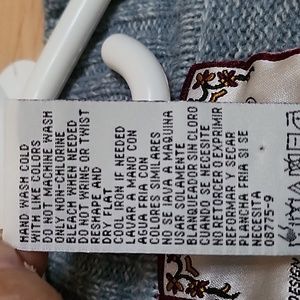 HAND WASH COLD
WITH LIKE COLORS
DO NOT MACHINE WASH
ONLY NON-CHLORINE
BLEACH WHEN NEEDED
DO NOT WRING OR TWIST
RESHAPE AND
DRY FLAT
COOL IRON IF NEEDED
LAVAR A MANO CON
AGUA FRIA CON
COLORES SIMILARES
NO SE LAVE A MAQUINA
USAR SOLAMENTE
BLANQUEADOR SIN CLORO
CUANDO SE NECESITE
NO RETORCER O EXPRIMIR
REFORMAR Y SECAR
PLANCHA FRIA SI SE
NECESITA
0375-9